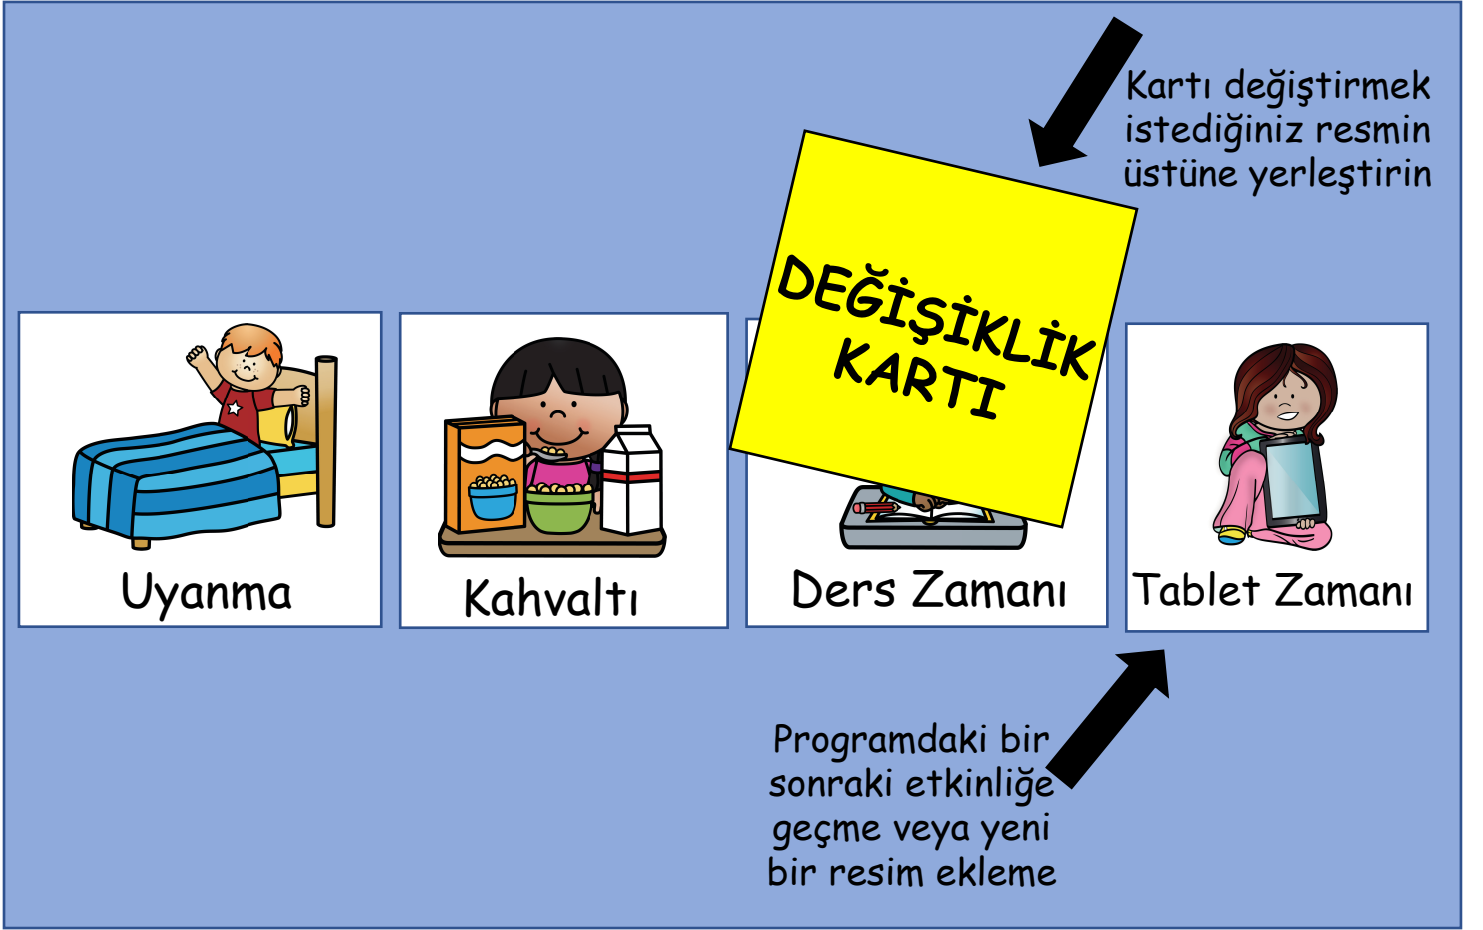 Kartı değiştirmek
istediğiniz resmin
üstüne yerleştirin
DEĞİŞİKLİK
KARTI
Uyanma
Kahvaltı
Ders Zamanı
Tablet Zamanı
Programdaki bir
sonraki etkinliğe
geçme veya yeni
bir resim ekleme